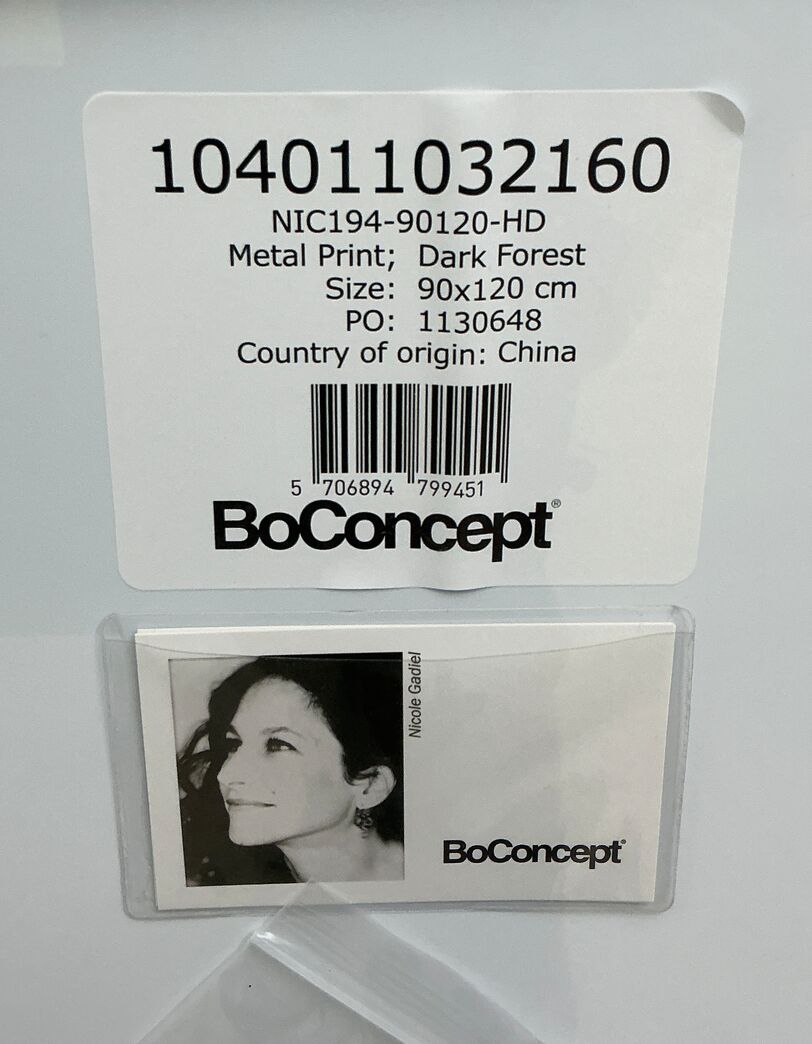 104011032160
NIC194-90120-HD
Metal Print; Dark Forest
Size: 90x120 cm
PO: 1130648
Country of origin: China
5 706894 799451
BoConcept®
Nicole Gadiel
BoConcept®